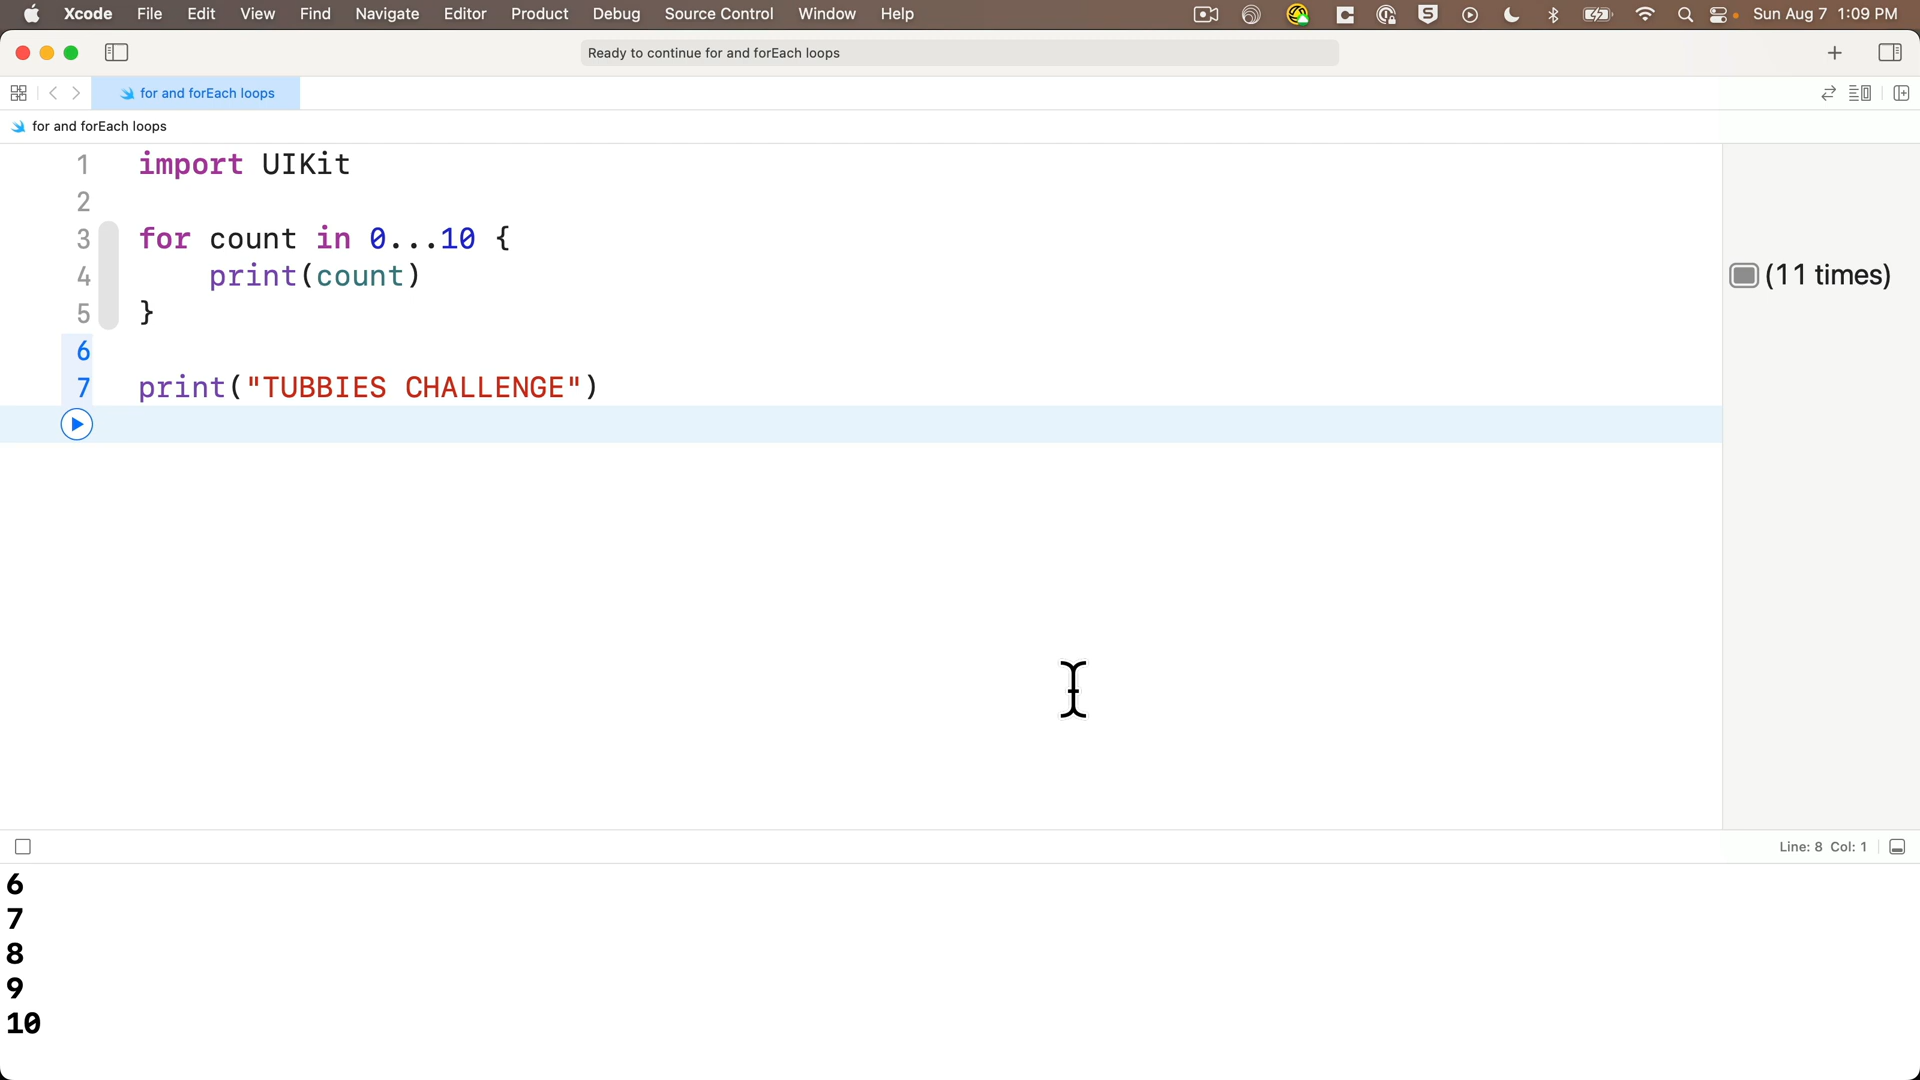 Xcode File Edit View Find Navigate Editor Product Debug Source Control Window Help Sun Aug 7 1:09 PM
Ready to continue for and forEach loops
for and forEach loops
for and forEach loops
1 import UIKit
2
3 for count in 0...10 {
4 print(count) (11 times)
5 }
6
7 print("TUBBIES CHALLENGE")
Line: 8 Col: 1
6
7
8
9
10